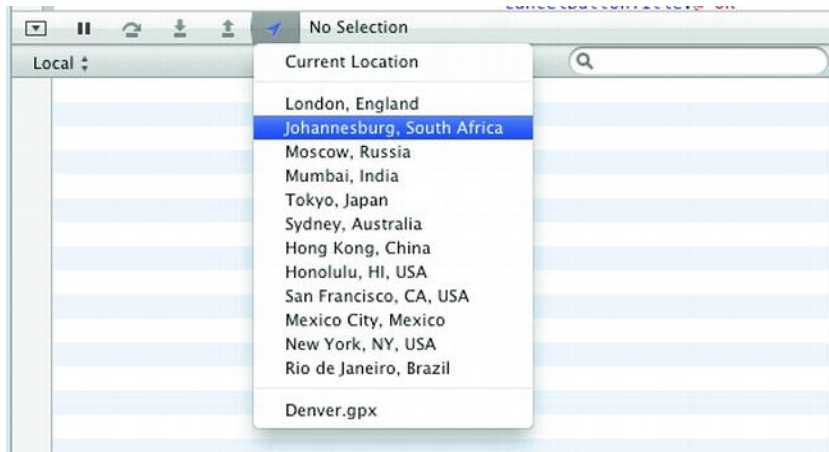 No Selection
Local
Current Location
London, England
Johannesburg, South Africa
Moscow, Russia
Mumbai, India
Tokyo, Japan
Sydney, Australia
Hong Kong, China
Honolulu, HI, USA
San Francisco, CA, USA
Mexico City, Mexico
New York, NY, USA
Rio de Janeiro, Brazil
Denver.gpx